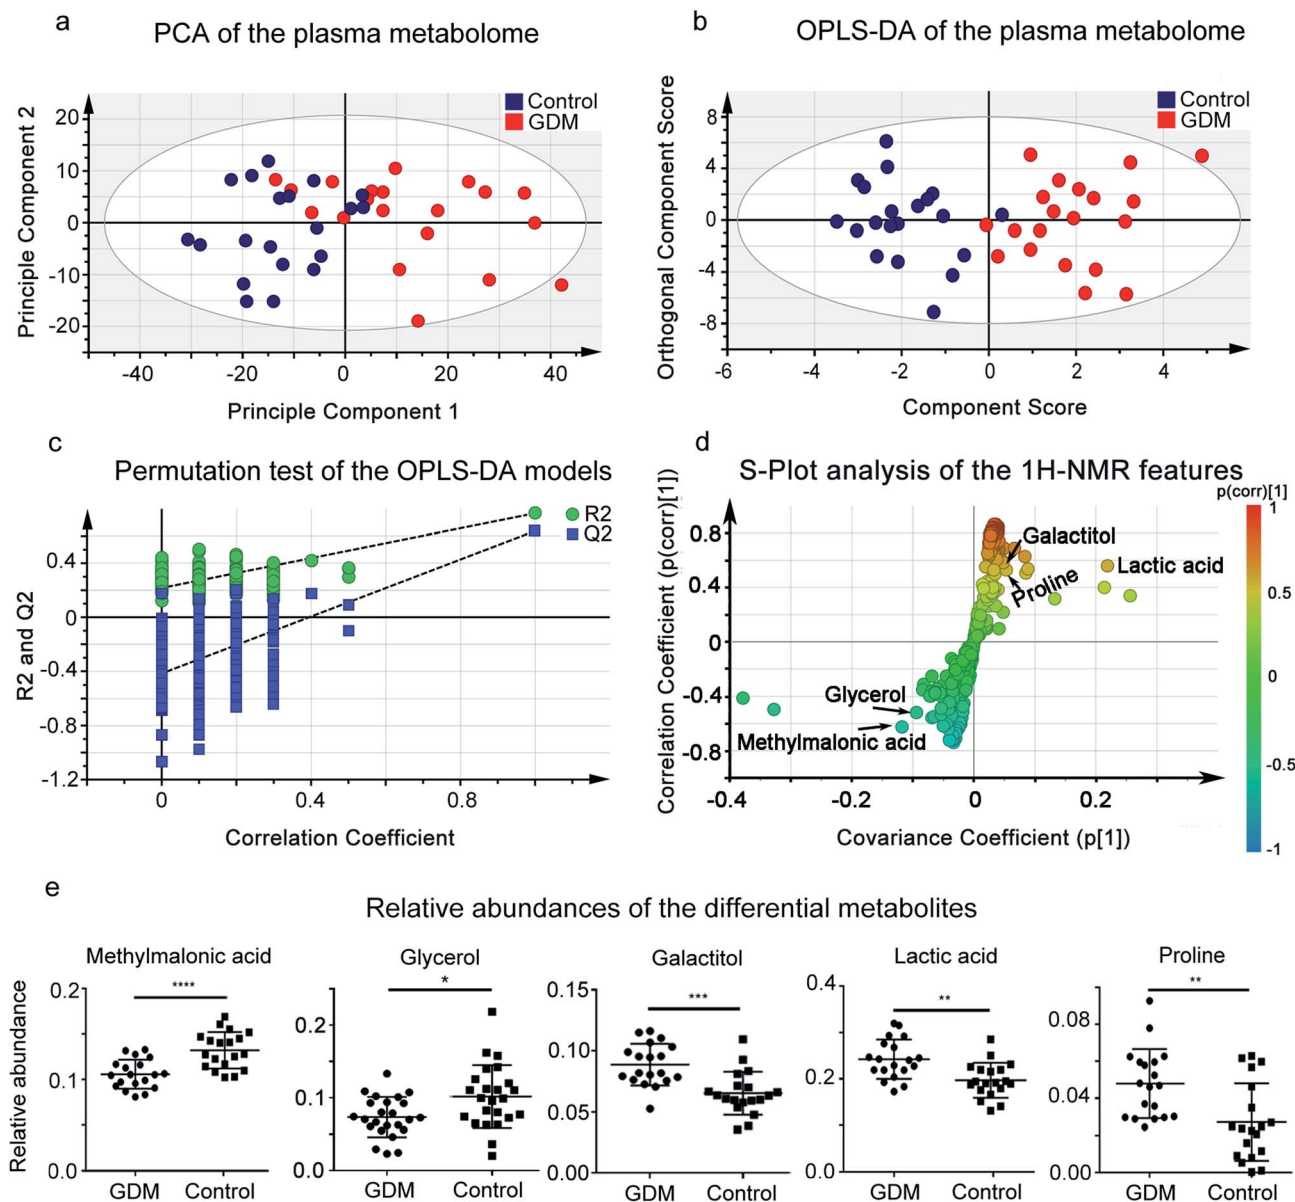 a
PCA of the plasma metabolome
Control
GDM
Principle Component 2
20
10
0
-10
-20
-40
-20
0
20
40
Principle Component 1
b
OPLS-DA of the plasma metabolome
Control
GDM
Orthogonal Component Score
8
4
0
-4
-8
-6
-4
-2
0
2
4
Component Score
c
Permutation test of the OPLS-DA models
R2
Q2
R2 and Q2
0.4
0
-0.4
-0.8
-1.2
0
0.4
0.8
Correlation Coefficient
d
S-Plot analysis of the 1H-NMR features
p(corr)[1]
1
0.5
0
-0.5
-1
Correlation Coefficient (p(corr)[1])
0.8
0.4
0
-0.4
-0.8
Galactitol
Lactic acid
Proline
Glycerol
Methylmalonic acid
-0.4
-0.2
0
0.2
Covariance Coefficient (p[1])
e
Relative abundances of the differential metabolites
Relative abundance
Methylmalonic acid
****
0.2
0.1
0.0
GDM
Control
Glycerol
*
0.2
0.1
0.0
GDM
Control
Galactitol
***
0.15
0.10
0.05
0.00
GDM
Control
Lactic acid
**
0.4
0.2
0.0
GDM
Control
Proline
**
0.08
0.04
0.00
GDM
Control